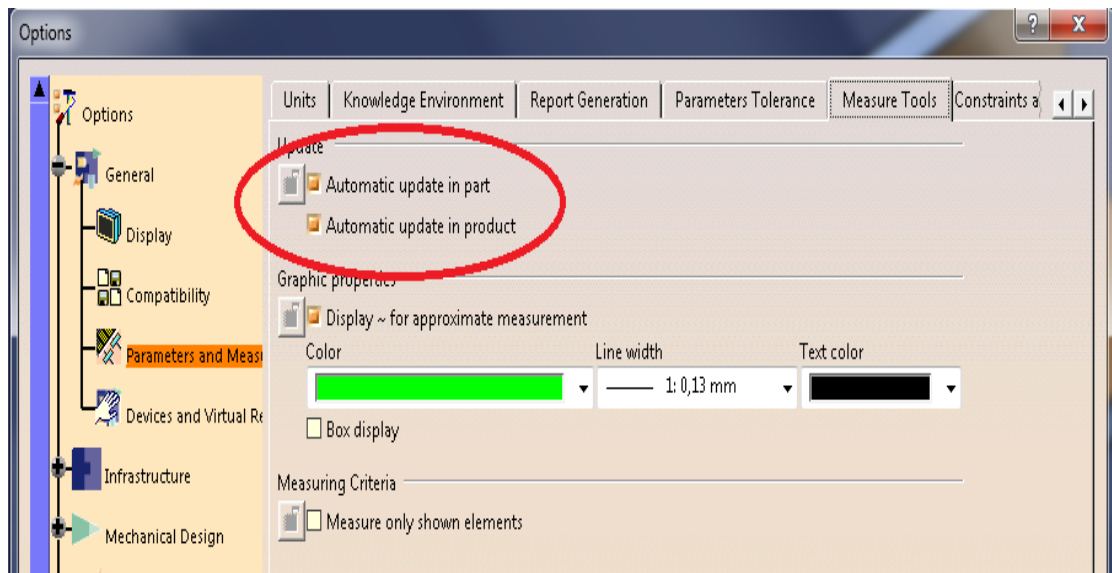 Options
? X
Options
General
Display
Compatibility
Parameters and Measu
Devices and Virtual Re
Infrastructure
Mechanical Design
Units Knowledge Environment Report Generation Parameters Tolerance Measure Tools Constraints a
Update
Automatic update in part
Automatic update in product
Graphic properties
Display ~ for approximate measurement
Color Line width Text color
1: 0,13 mm
Box display
Measuring Criteria
Measure only shown elements